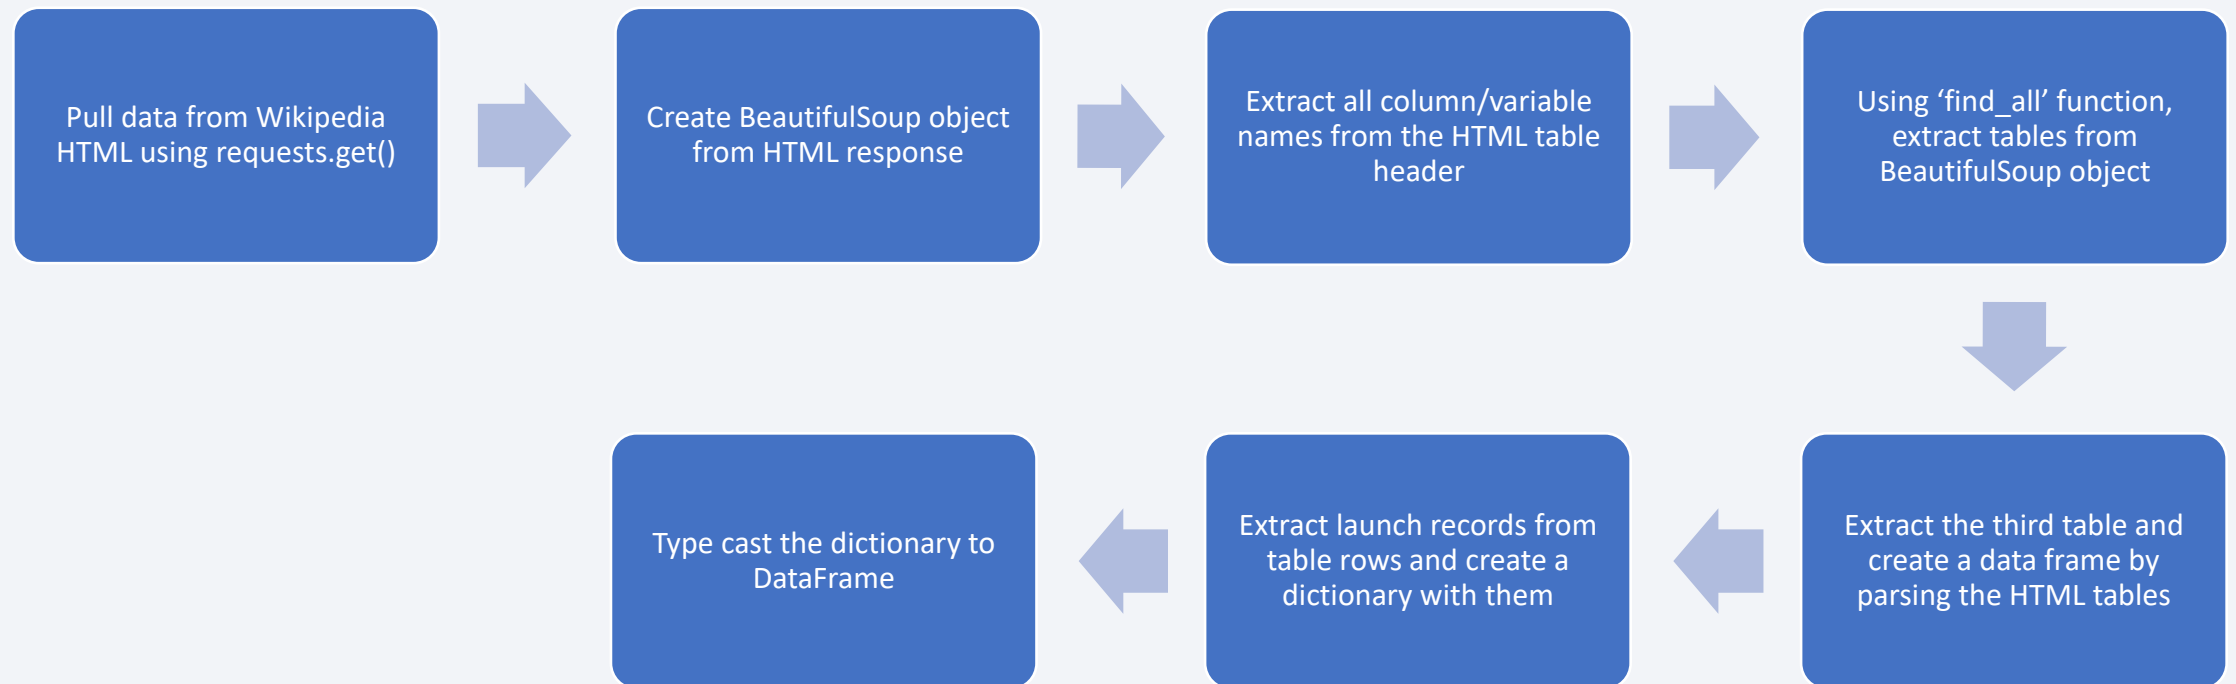 Pull data from Wikipedia
HTML using requests.get()
Create BeautifulSoup object
from HTML response
Extract all column/variable
names from the HTML table
header
Using ‘find_all’ function,
extract tables from
BeautifulSoup object
Extract the third table and
create a data frame by
parsing the HTML tables
Extract launch records from
table rows and create a
dictionary with them
Type cast the dictionary to
DataFrame